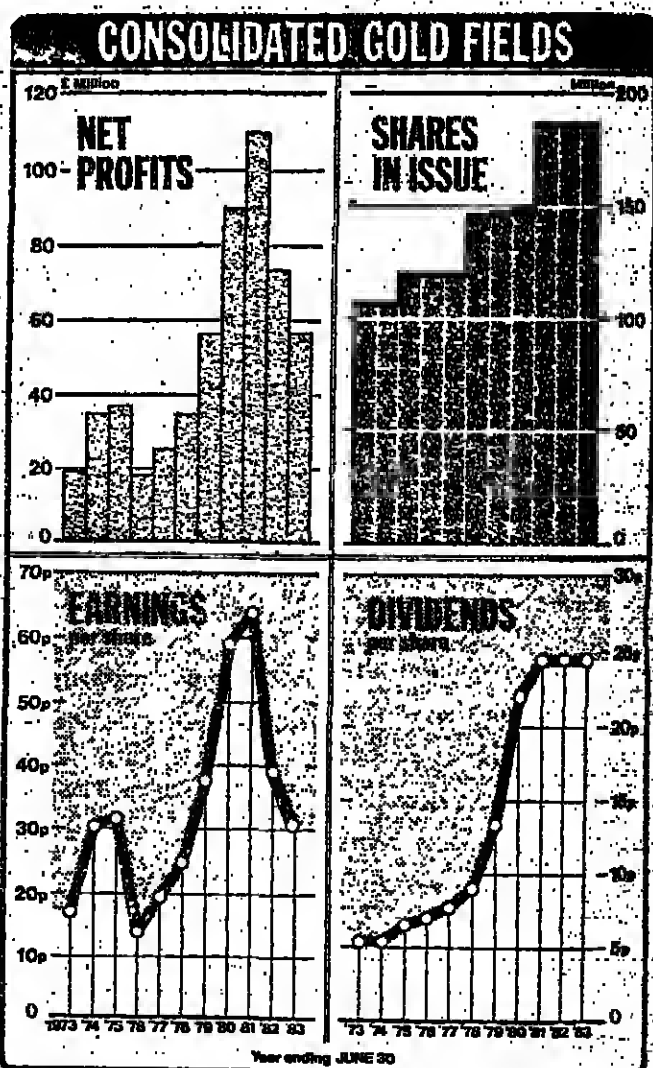 CONSOLIDATED GOLD FIELDS
£ Million
120
NET
PROFITS
100
80
60
40
20
0
Million
200
SHARES
IN ISSUE
150
100
50
0
70p
EARNINGS
per share
60p
50p
40p
30p
20p
10p
0
1973 '74 '75 '76 '77 '78 '79 '80 '81 '82 '83
30p
DIVIDENDS
per share
25p
20p
15p
10p
5p
0
'73 '74 '75 '76 '77 '78 '79 '80 '81 '82 '83
Year ending JUNE 30